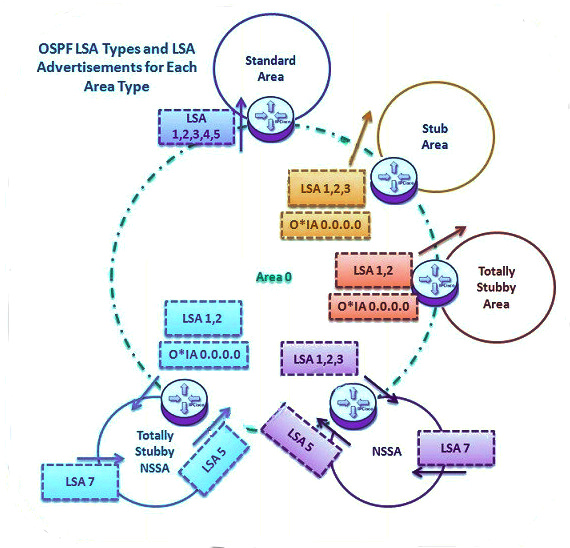 OSPF LSA Types and LSA
Advertisements for Each
Area Type
Standard
Area
LSA
1,2,3,4,5
Stub
Area
LSA 1,2,3
O*IA 0.0.0.0
LSA 1,2
O*IA 0.0.0.0
Totally
Stubby
Area
Area 0
LSA 1,2
O*IA 0.0.0.0
LSA 1,2,3
Totally
Stubby
NSSA
LSA 7
LSA 5
LSA 5
NSSA
LSA 7